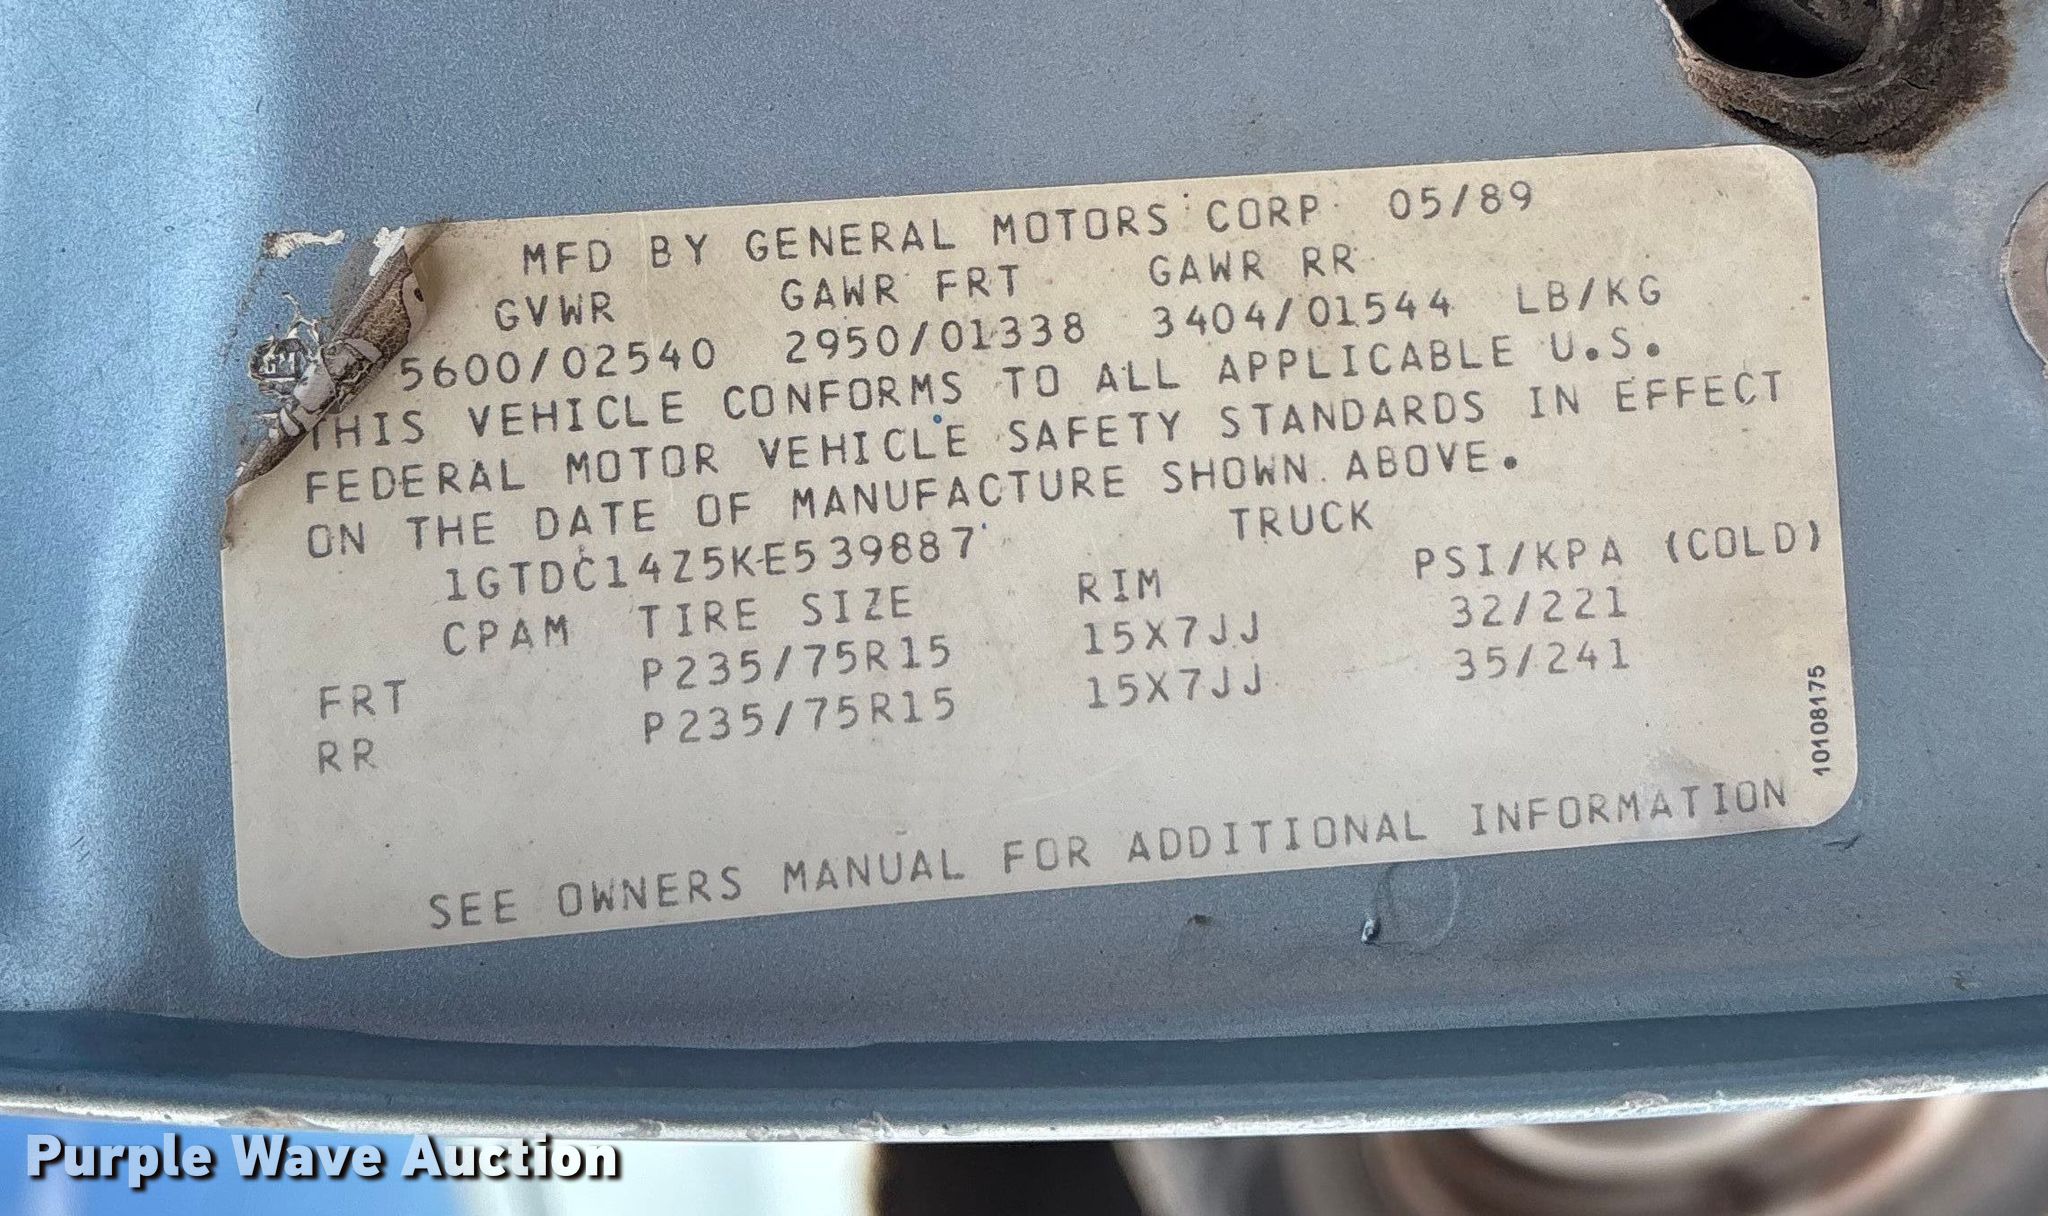 MFD BY GENERAL MOTORS CORP 05/89
GVWR GAWR FRT GAWR RR
5600/02540 2950/01338 3404/01544 LB/KG
THIS VEHICLE CONFORMS TO ALL APPLICABLE U.S.
FEDERAL MOTOR VEHICLE SAFETY STANDARDS IN EFFECT
ON THE DATE OF MANUFACTURE SHOWN ABOVE.
1GTDC14Z5KE539887 TRUCK
CPAM TIRE SIZE RIM PSI/KPA (COLD)
FRT P235/75R15 15X7JJ 32/221
RR P235/75R15 15X7JJ 35/241
10108175
SEE OWNERS MANUAL FOR ADDITIONAL INFORMATION
Purple Wave Auction